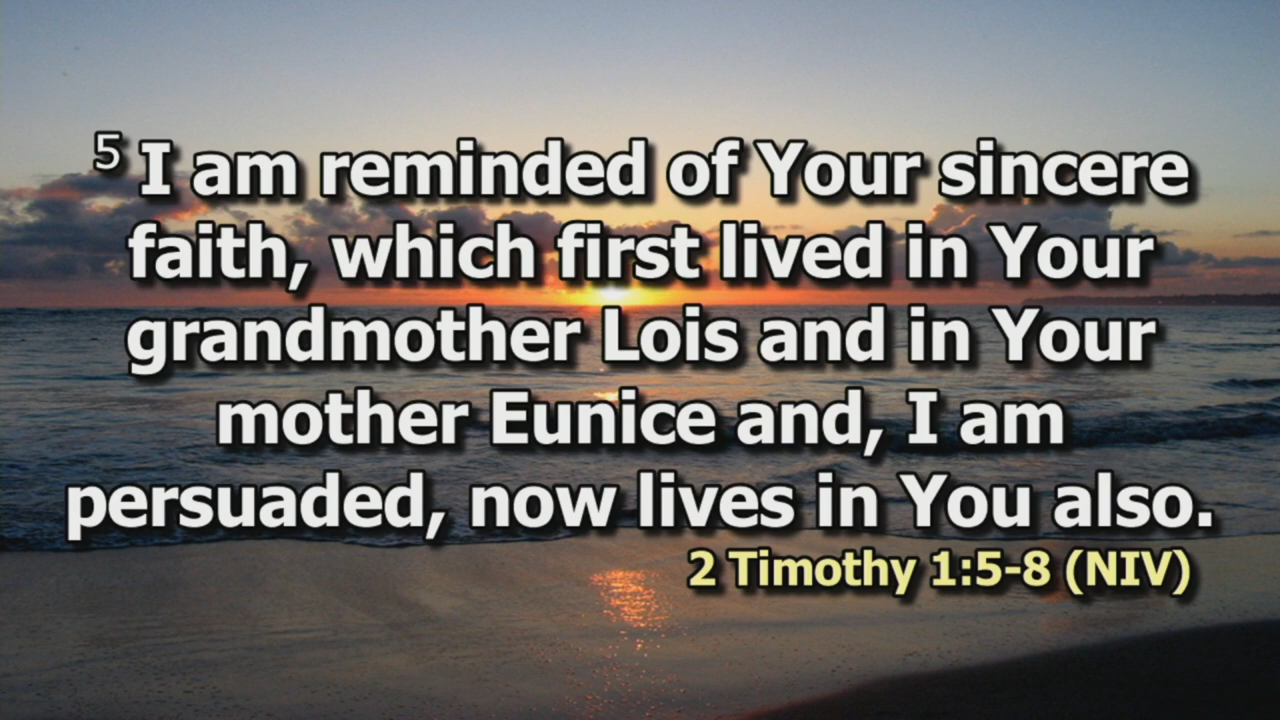 5 I am reminded of Your sincere
faith, which first lived in Your
grandmother Lois and in Your
mother Eunice and, I am
persuaded, now lives in You also.
2 Timothy 1:5-8 (NIV)